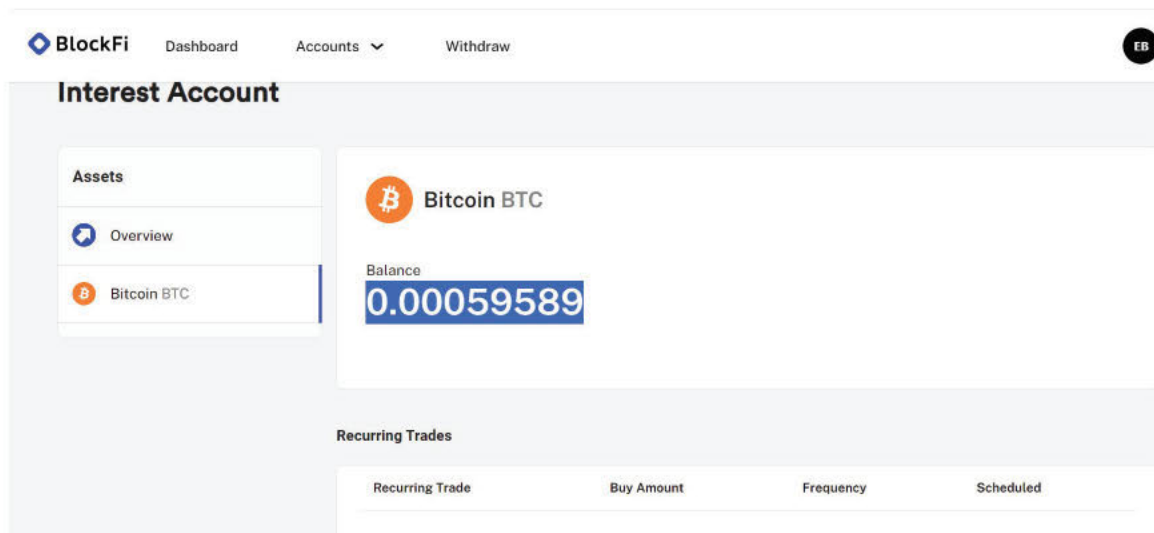 BlockFi Dashboard Accounts Withdraw EB
Interest Account
Assets
Overview
Bitcoin BTC
Bitcoin BTC
Balance
0.00059589
Recurring Trades
Recurring Trade Buy Amount Frequency Scheduled